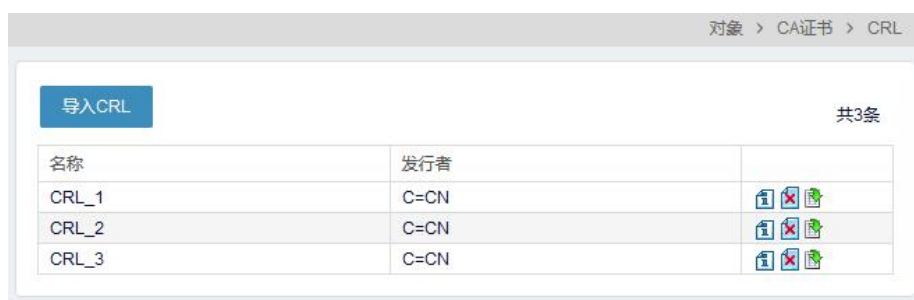 对象 > CA证书 > CRL
导入CRL
共3条
名称 发行者
CRL_1 C=CN
CRL_2 C=CN
CRL_3 C=CN